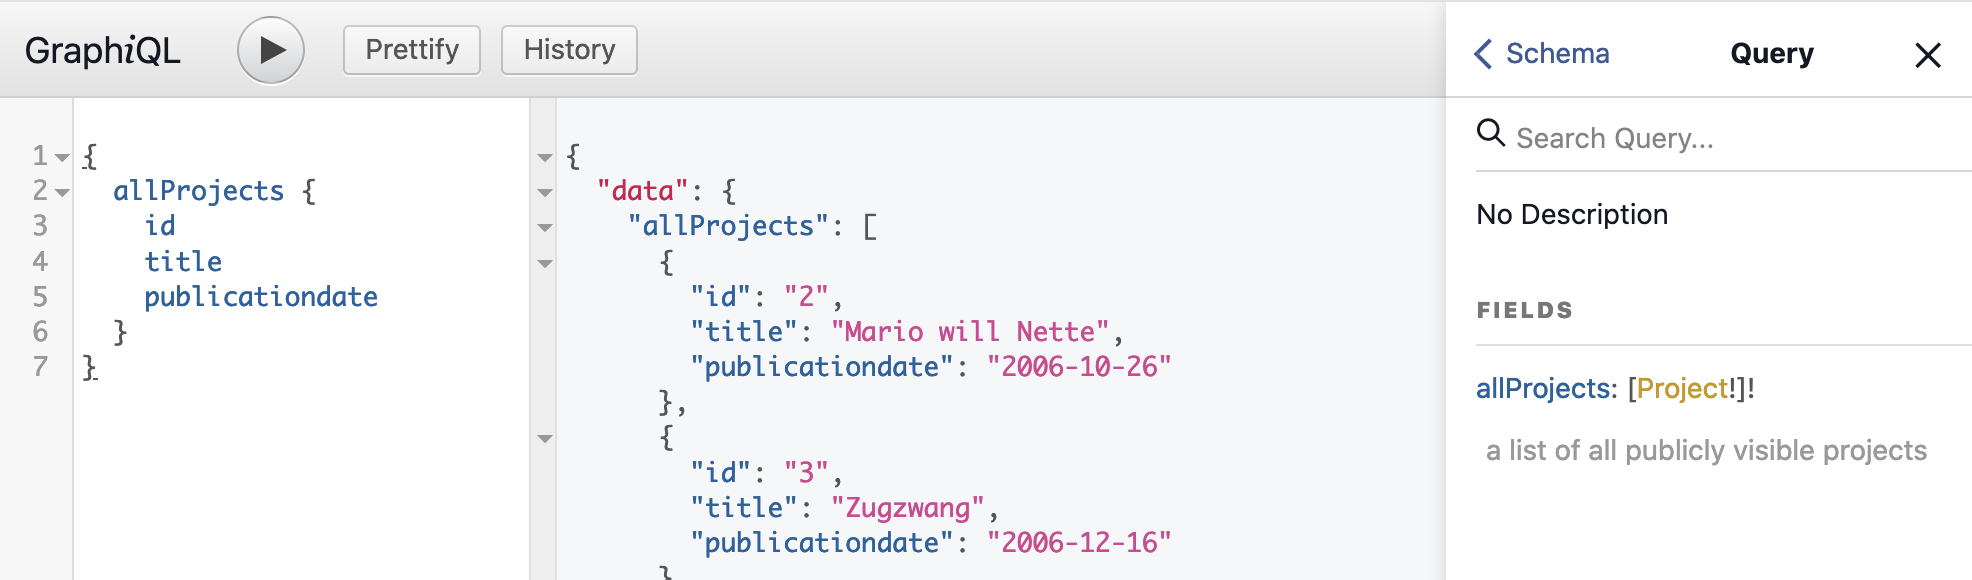 GraphiQL
Prettify
History
1 {
2 allProjects {
3 id
4 title
5 publicationdate
6 }
7 }
{
"data": {
"allProjects": [
{
"id": "2",
"title": "Mario will Nette",
"publicationdate": "2006-10-26"
},
{
"id": "3",
"title": "Zugzwang",
"publicationdate": "2006-12-16"
}
Schema
Query
Search Query...
No Description
FIELDS
allProjects: [Project!]!
a list of all publicly visible projects